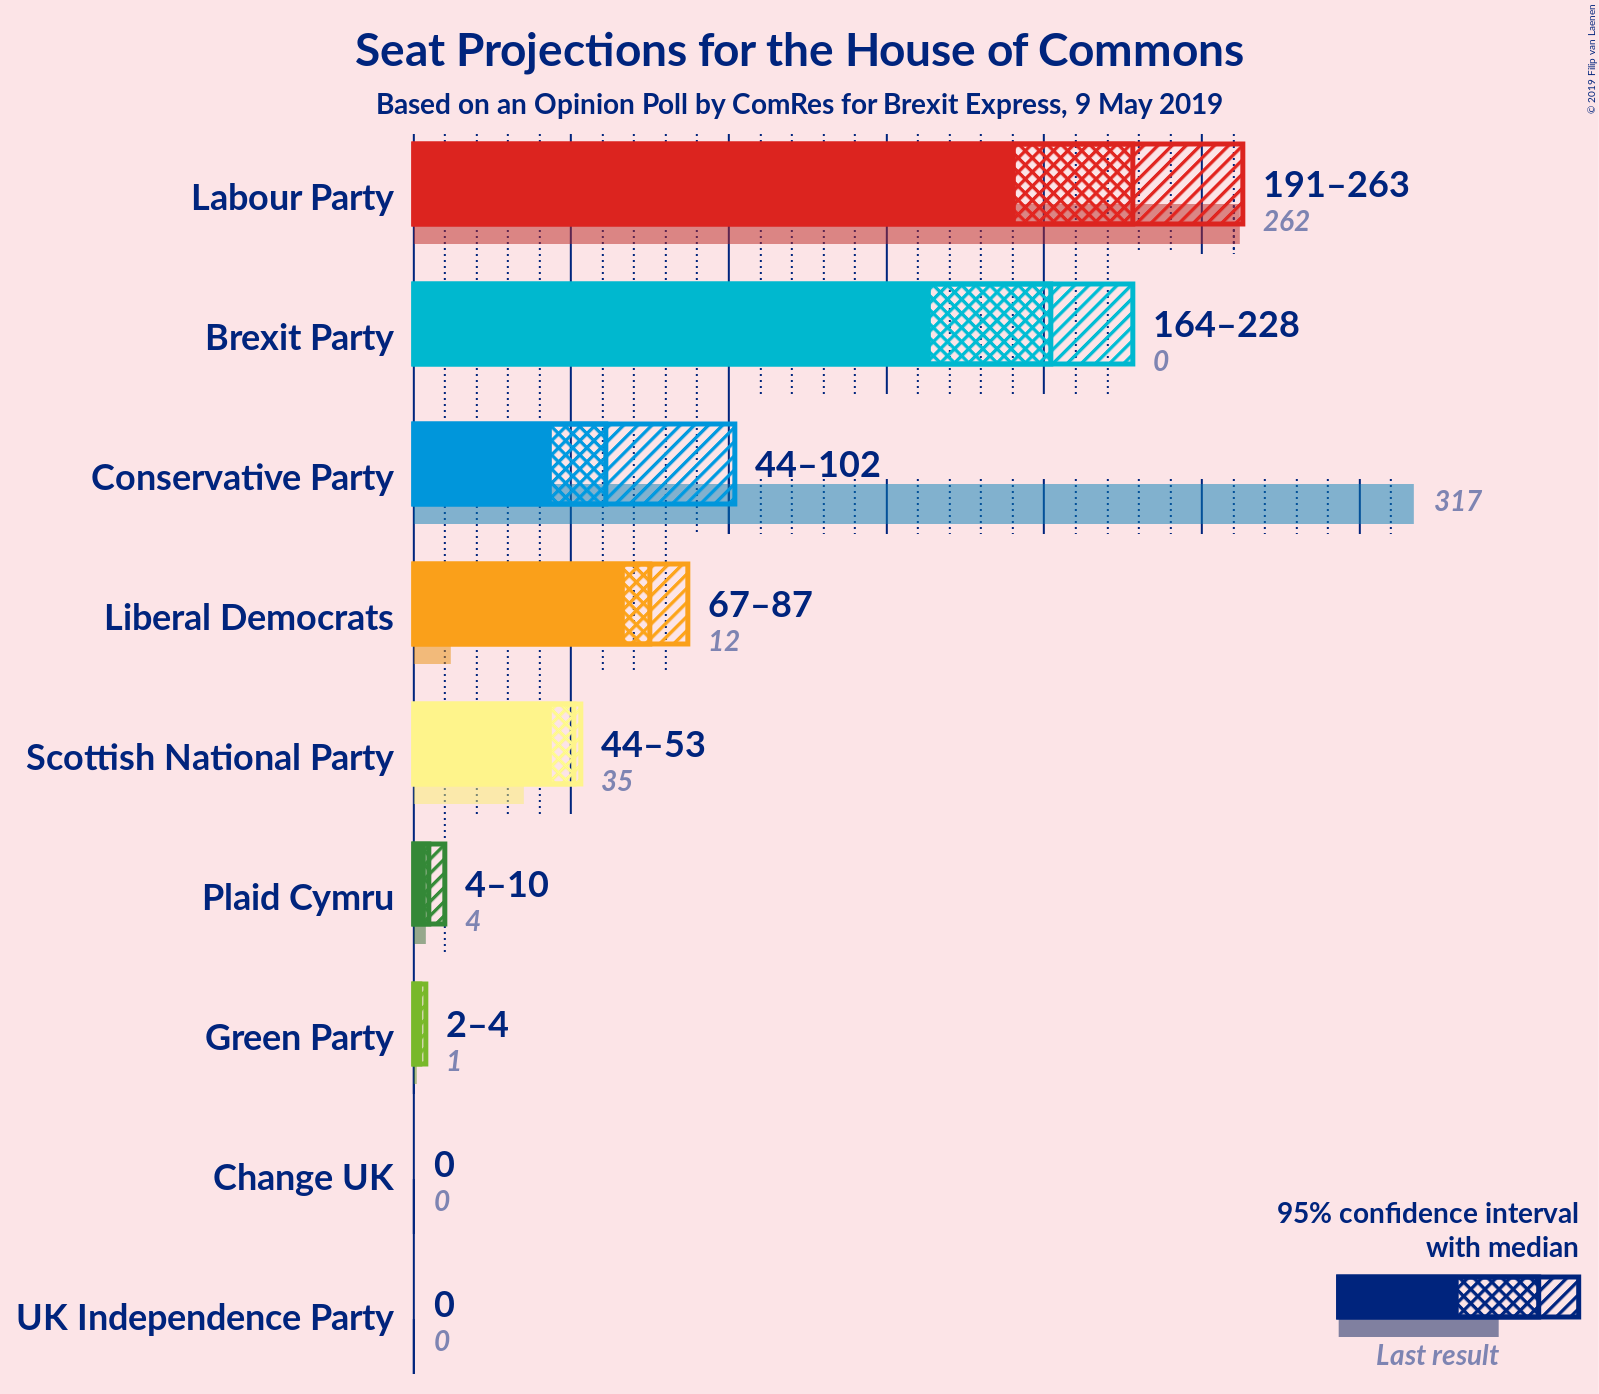 Seat Projections for the House of Commons
Based on an Opinion Poll by ComRes for Brexit Express, 9 May 2019
© 2019 Filip van Laenen
Labour Party
191–263
262
Brexit Party
164–228
0
Conservative Party
44–102
317
Liberal Democrats
67–87
12
Scottish National Party
44–53
35
Plaid Cymru
4–10
4
Green Party
2–4
1
Change UK
0
0
UK Independence Party
0
0
95% confidence interval
with median
Last result